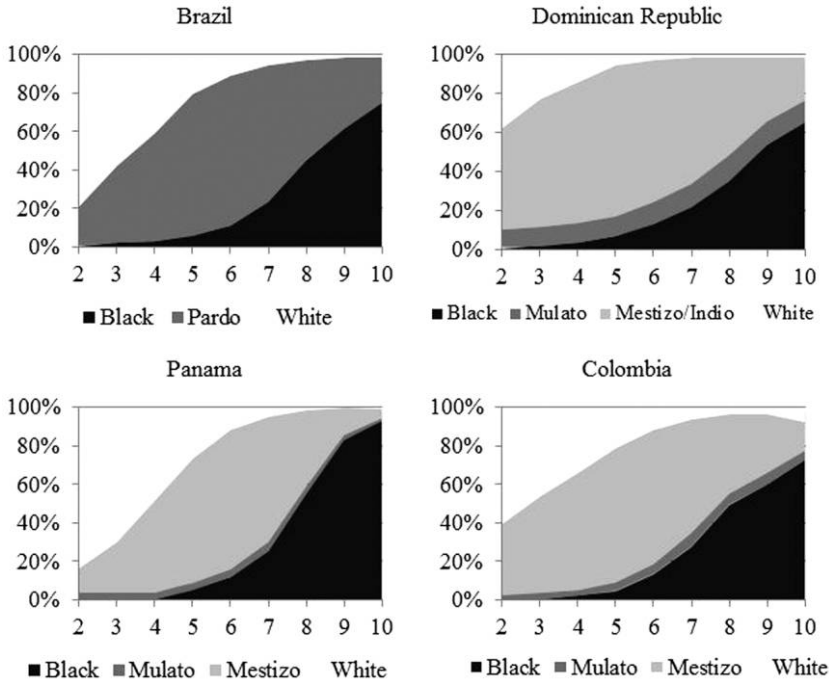 Brazil
100%
80%
60%
40%
20%
0%
2 3 4 5 6 7 8 9 10
Black Pardo White
Dominican Republic
100%
80%
60%
40%
20%
0%
2 3 4 5 6 7 8 9 10
Black Mulato Mestizo/Indio White
Panama
100%
80%
60%
40%
20%
0%
2 3 4 5 6 7 8 9 10
Black Mulato Mestizo White
Colombia
100%
80%
60%
40%
20%
0%
2 3 4 5 6 7 8 9 10
Black Mulato Mestizo White